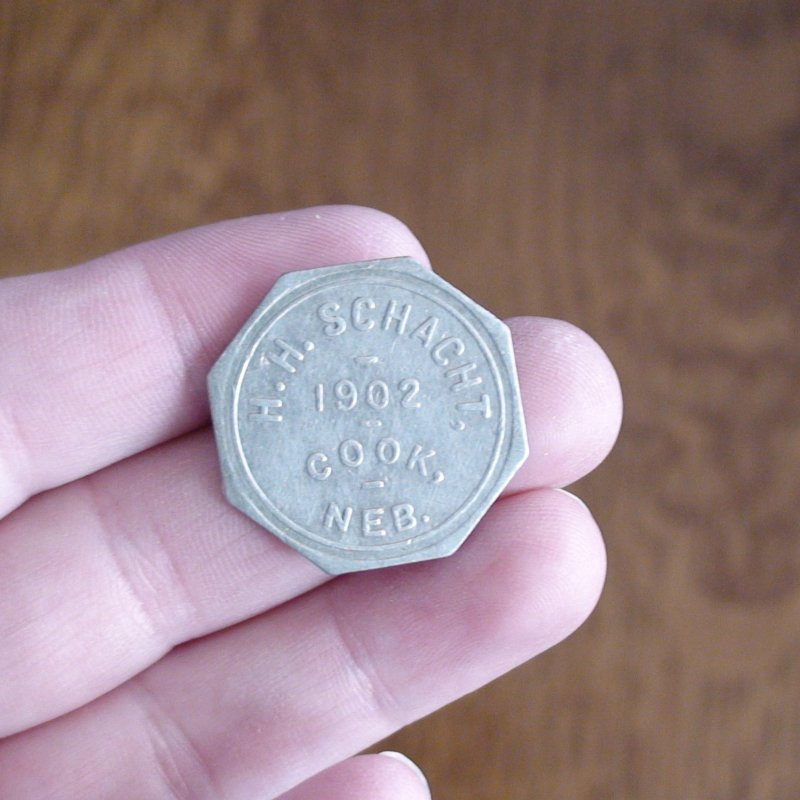 H. H. SCHACHT,
1902
COOK,
NEB.